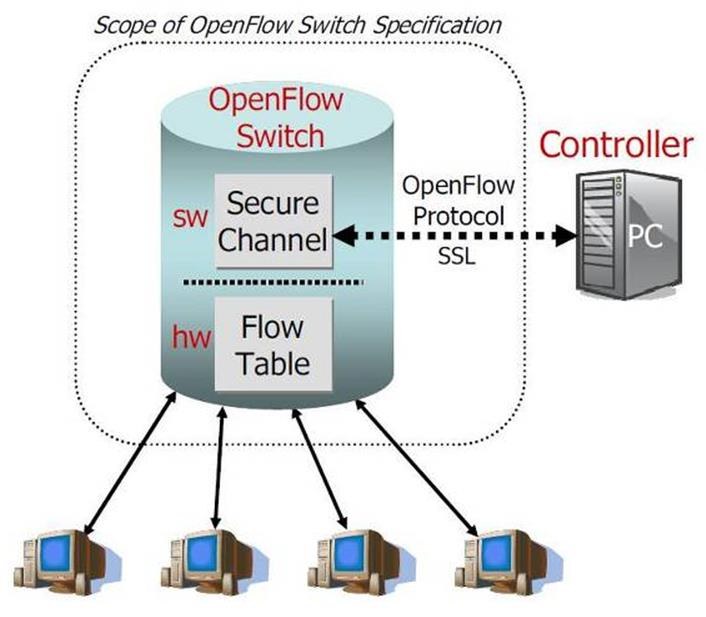 Scope of OpenFlow Switch Specification
OpenFlow
Switch
Controller
sw
Secure
Channel
OpenFlow
Protocol
SSL
PC
hw
Flow
Table